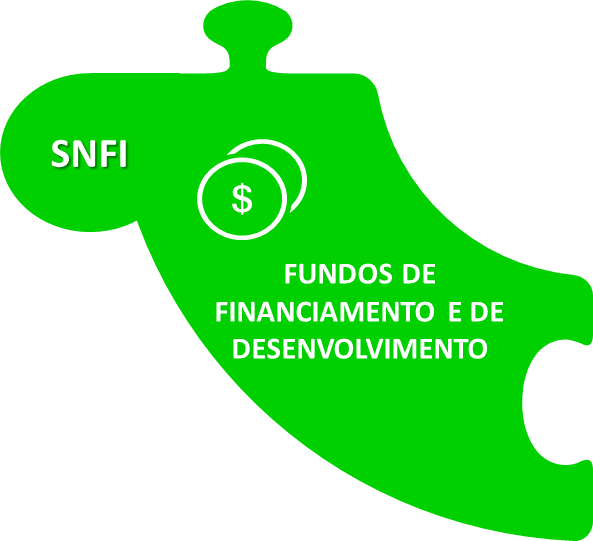 SNFI
$
FUNDOS DE
FINANCIAMENTO E DE
DESENVOLVIMENTO